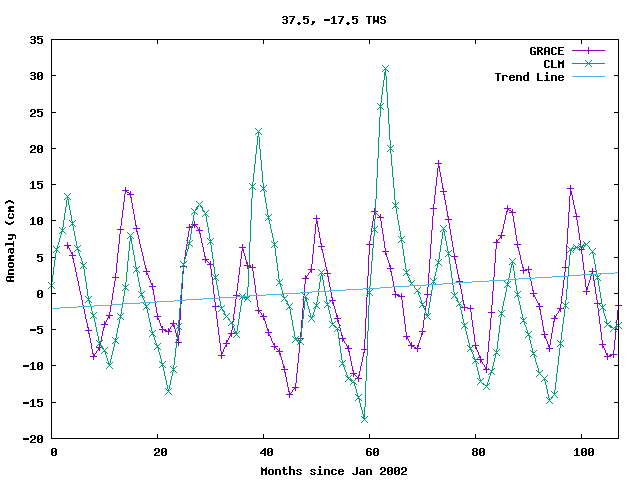 37.5, -17.5 TWS
35
30
25
20
15
10
5
0
-5
-10
-15
-20
Anomaly (cm)
GRACE
CLM
Trend Line
0 20 40 60 80 100
Months since Jan 2002